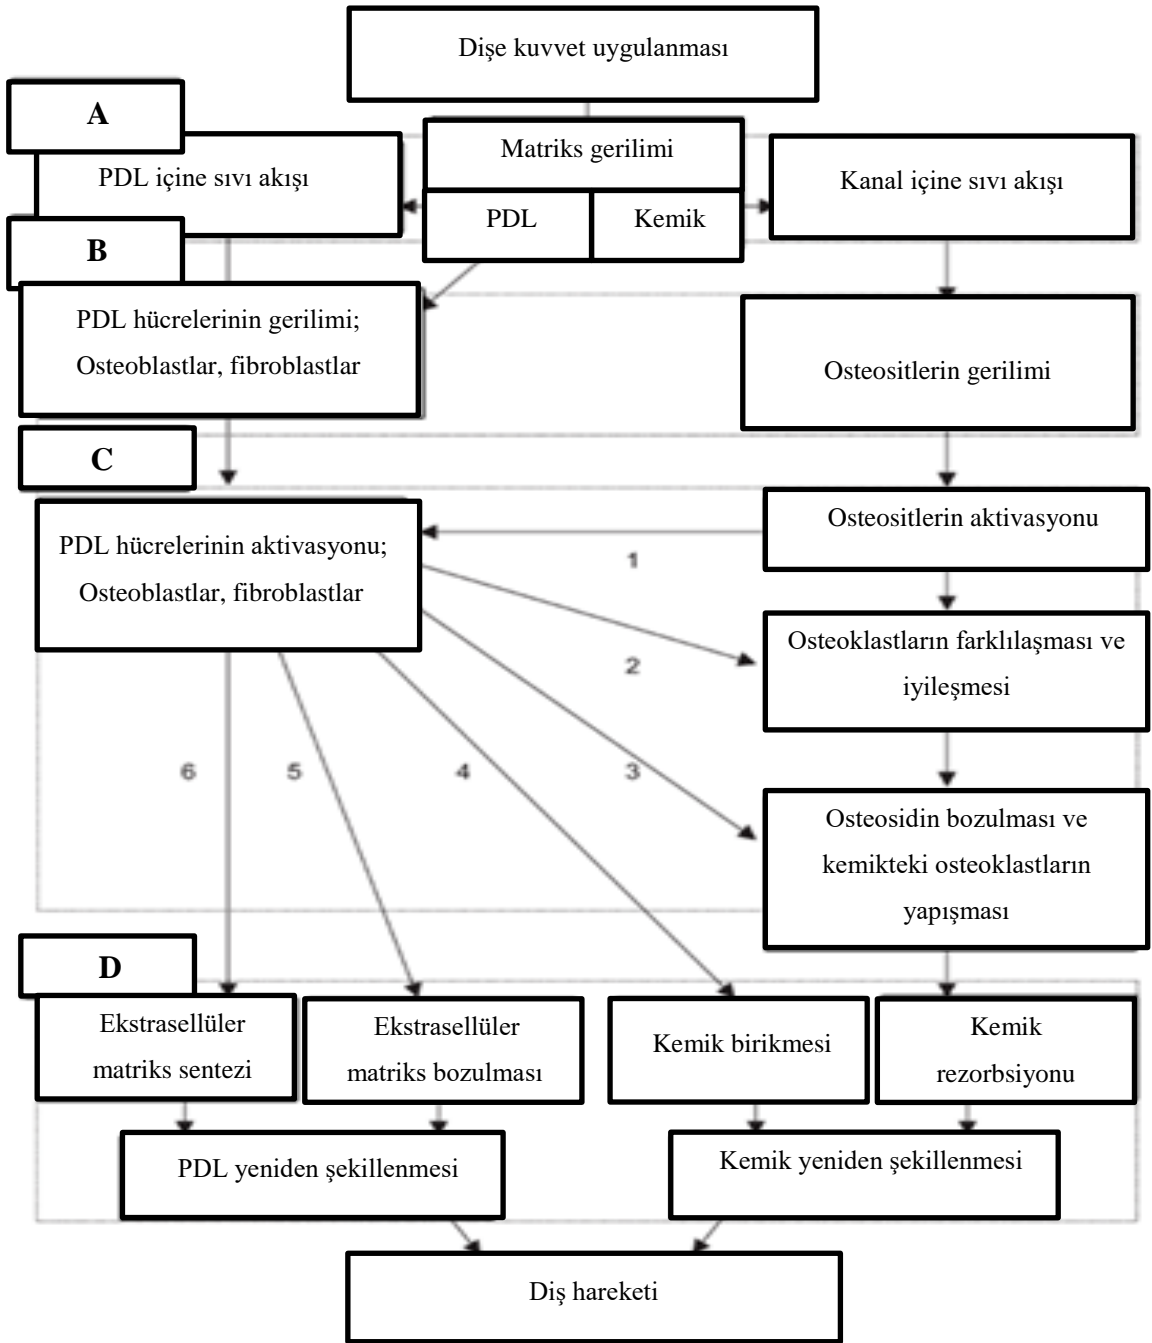 Dişe kuvvet uygulanması
A
Matriks gerilimi
PDL içine sıvı akışı
Kanal içine sıvı akışı
PDL
Kemik
B
PDL hücrelerinin gerilimi;
Osteoblastlar, fibroblastlar
Osteositlerin gerilimi
C
Osteositlerin aktivasyonu
PDL hücrelerinin aktivasyonu;
Osteoblastlar, fibroblastlar
1
Osteoklastların farklılaşması ve
iyileşmesi
2
6
5
4
3
Osteosidin bozulması ve
kemikteki osteoklastların
yapışması
D
Ekstrasellüler
matriks sentezi
Ekstrasellüler
matriks bozulması
Kemik birikmesi
Kemik
rezorbsiyonu
PDL yeniden şekillenmesi
Kemik yeniden şekillenmesi
Diş hareketi